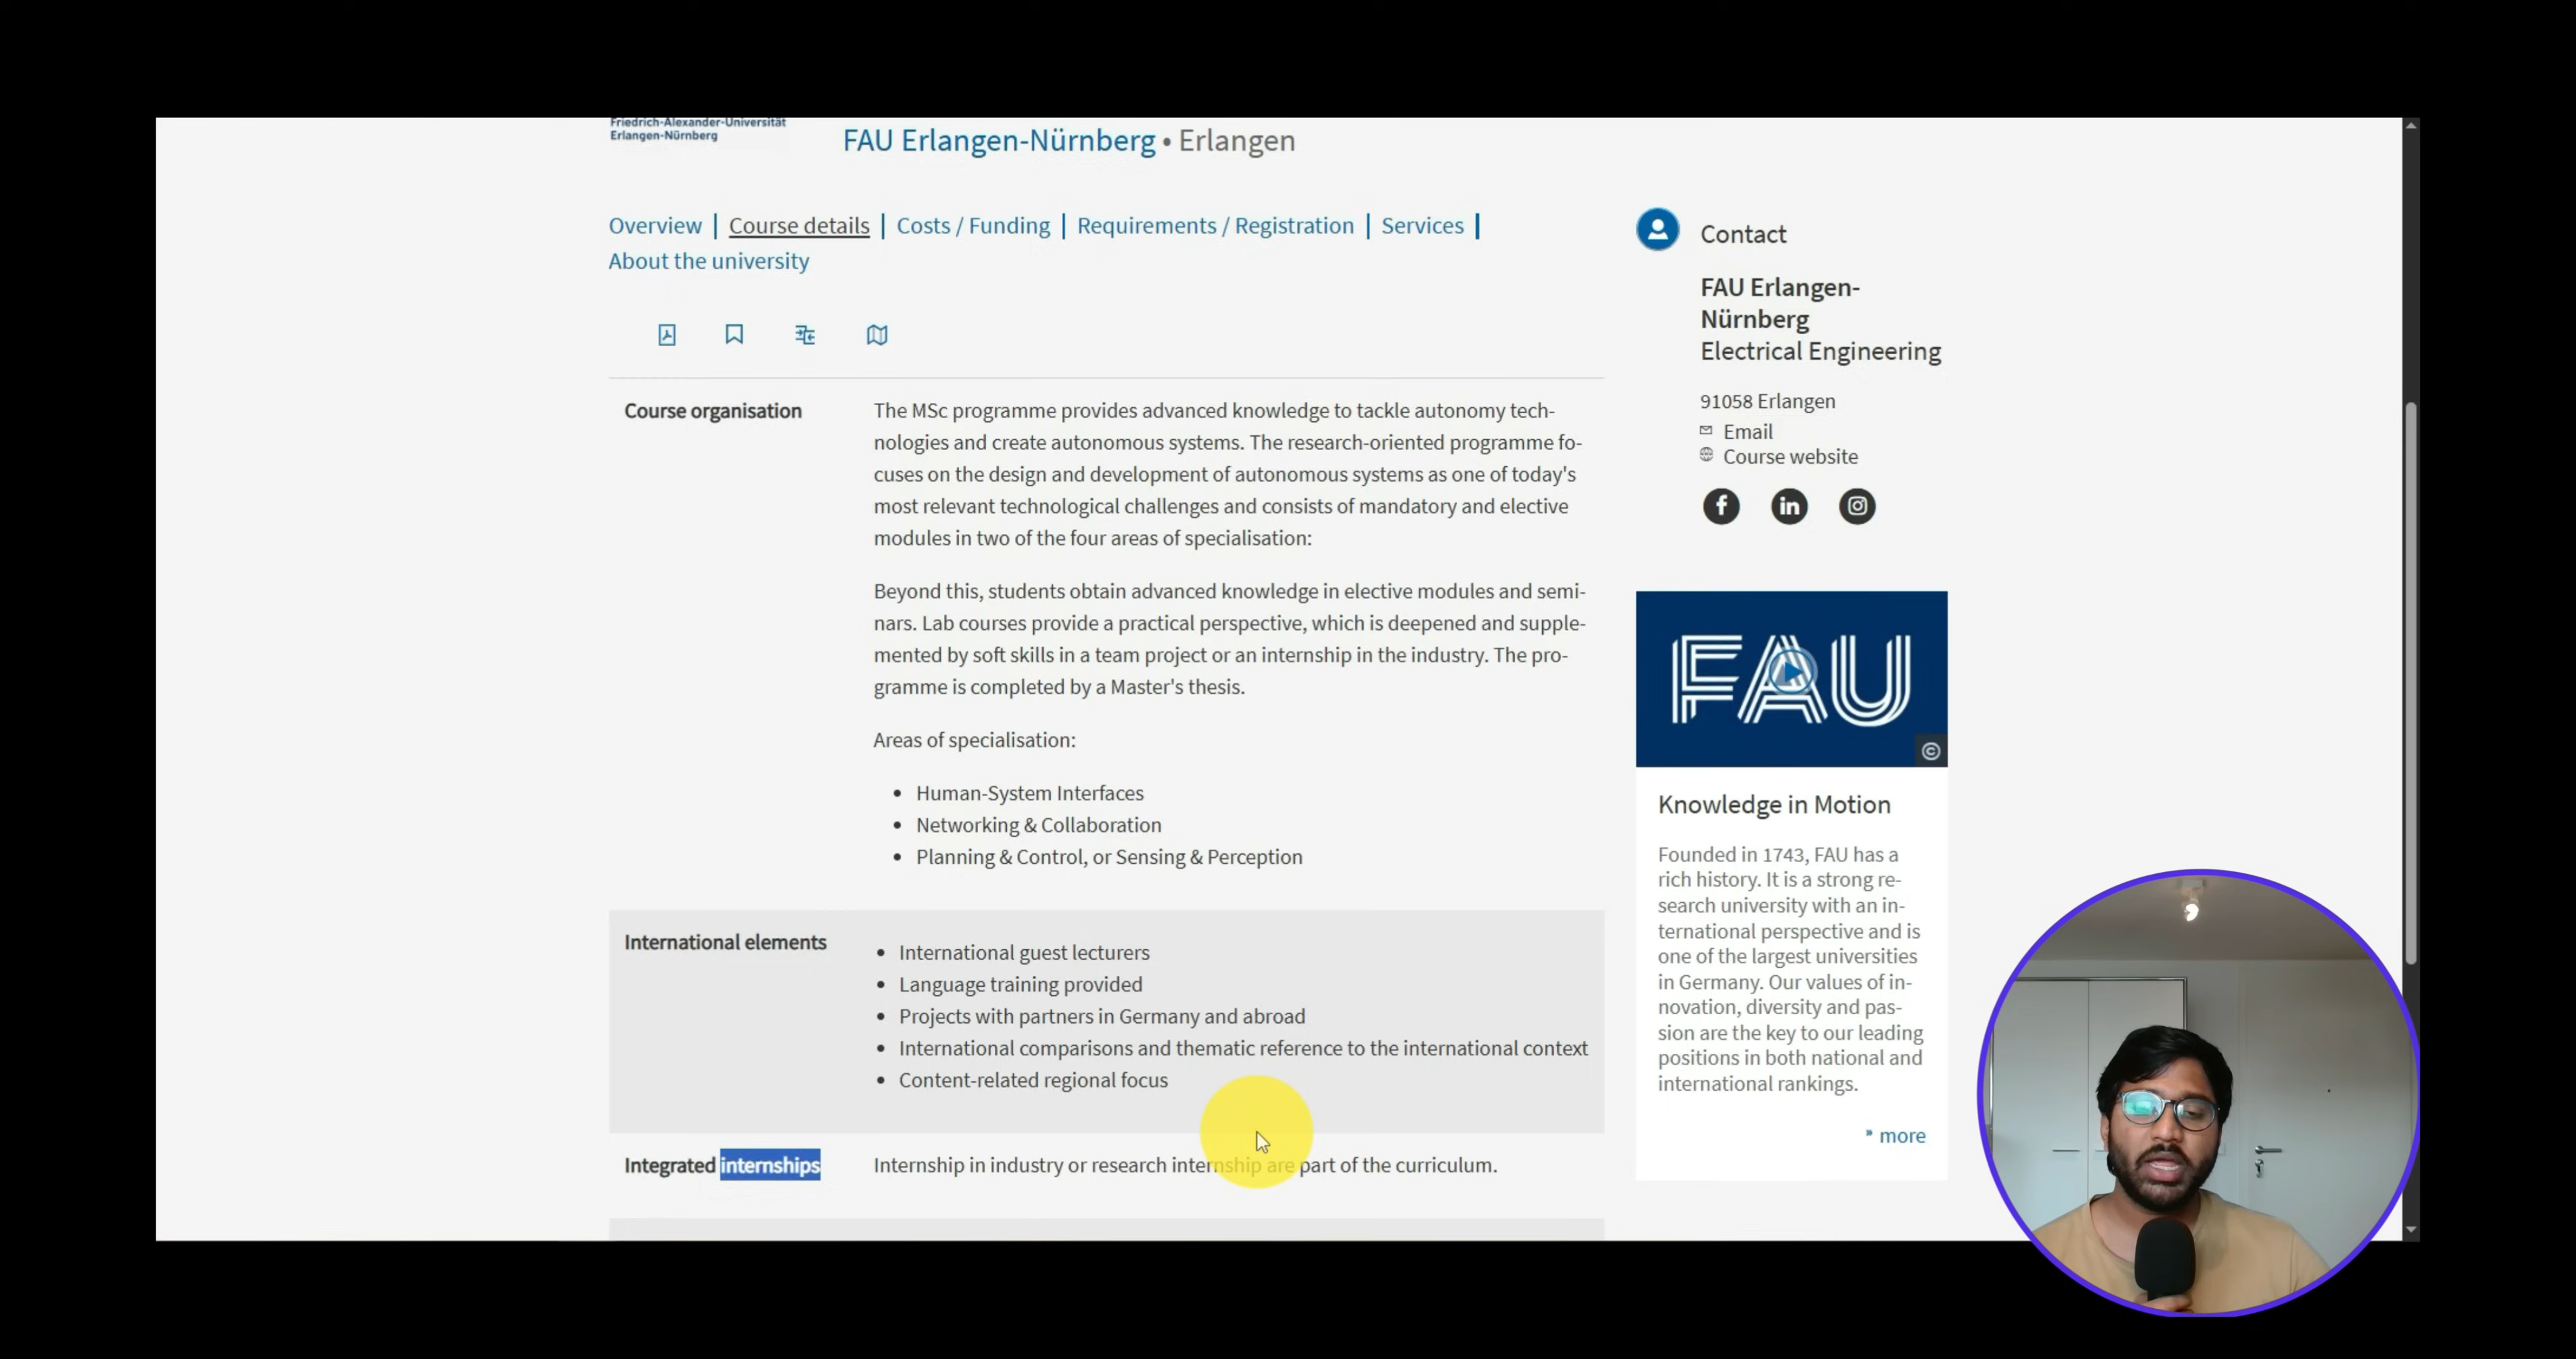 Friedrich-Alexander-Universität
Erlangen-Nürnberg
FAU Erlangen-Nürnberg • Erlangen
Overview | Course details | Costs / Funding | Requirements / Registration | Services |
About the university
Course organisation
The MSc programme provides advanced knowledge to tackle autonomy tech-
nologies and create autonomous systems. The research-oriented programme fo-
cuses on the design and development of autonomous systems as one of today's
most relevant technological challenges and consists of mandatory and elective
modules in two of the four areas of specialisation:
Beyond this, students obtain advanced knowledge in elective modules and semi-
nars. Lab courses provide a practical perspective, which is deepened and supple-
mented by soft skills in a team project or an internship in the industry. The pro-
gramme is completed by a Master's thesis.
Areas of specialisation:
• Human-System Interfaces
• Networking & Collaboration
• Planning & Control, or Sensing & Perception
International elements
• International guest lecturers
• Language training provided
• Projects with partners in Germany and abroad
• International comparisons and thematic reference to the international context
• Content-related regional focus
Integrated internships
Internship in industry or research internship are part of the curriculum.
Contact
FAU Erlangen-
Nürnberg
Electrical Engineering
91058 Erlangen
Email
Course website
f in
FAU
©
Knowledge in Motion
Founded in 1743, FAU has a
rich history. It is a strong re-
search university with an in-
ternational perspective and is
one of the largest universities
in Germany. Our values of in-
novation, diversity and pas-
sion are the key to our leading
positions in both national and
international rankings.
» more